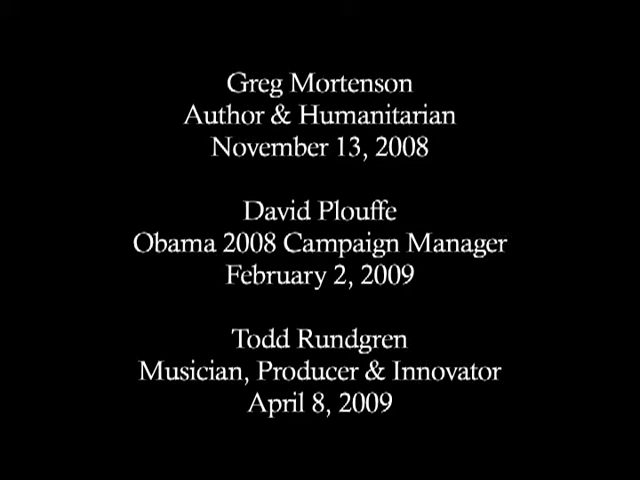 Greg Mortenson
Author & Humanitarian
November 13, 2008
David Plouffe
Obama 2008 Campaign Manager
February 2, 2009
Todd Rundgren
Musician, Producer & Innovator
April 8, 2009